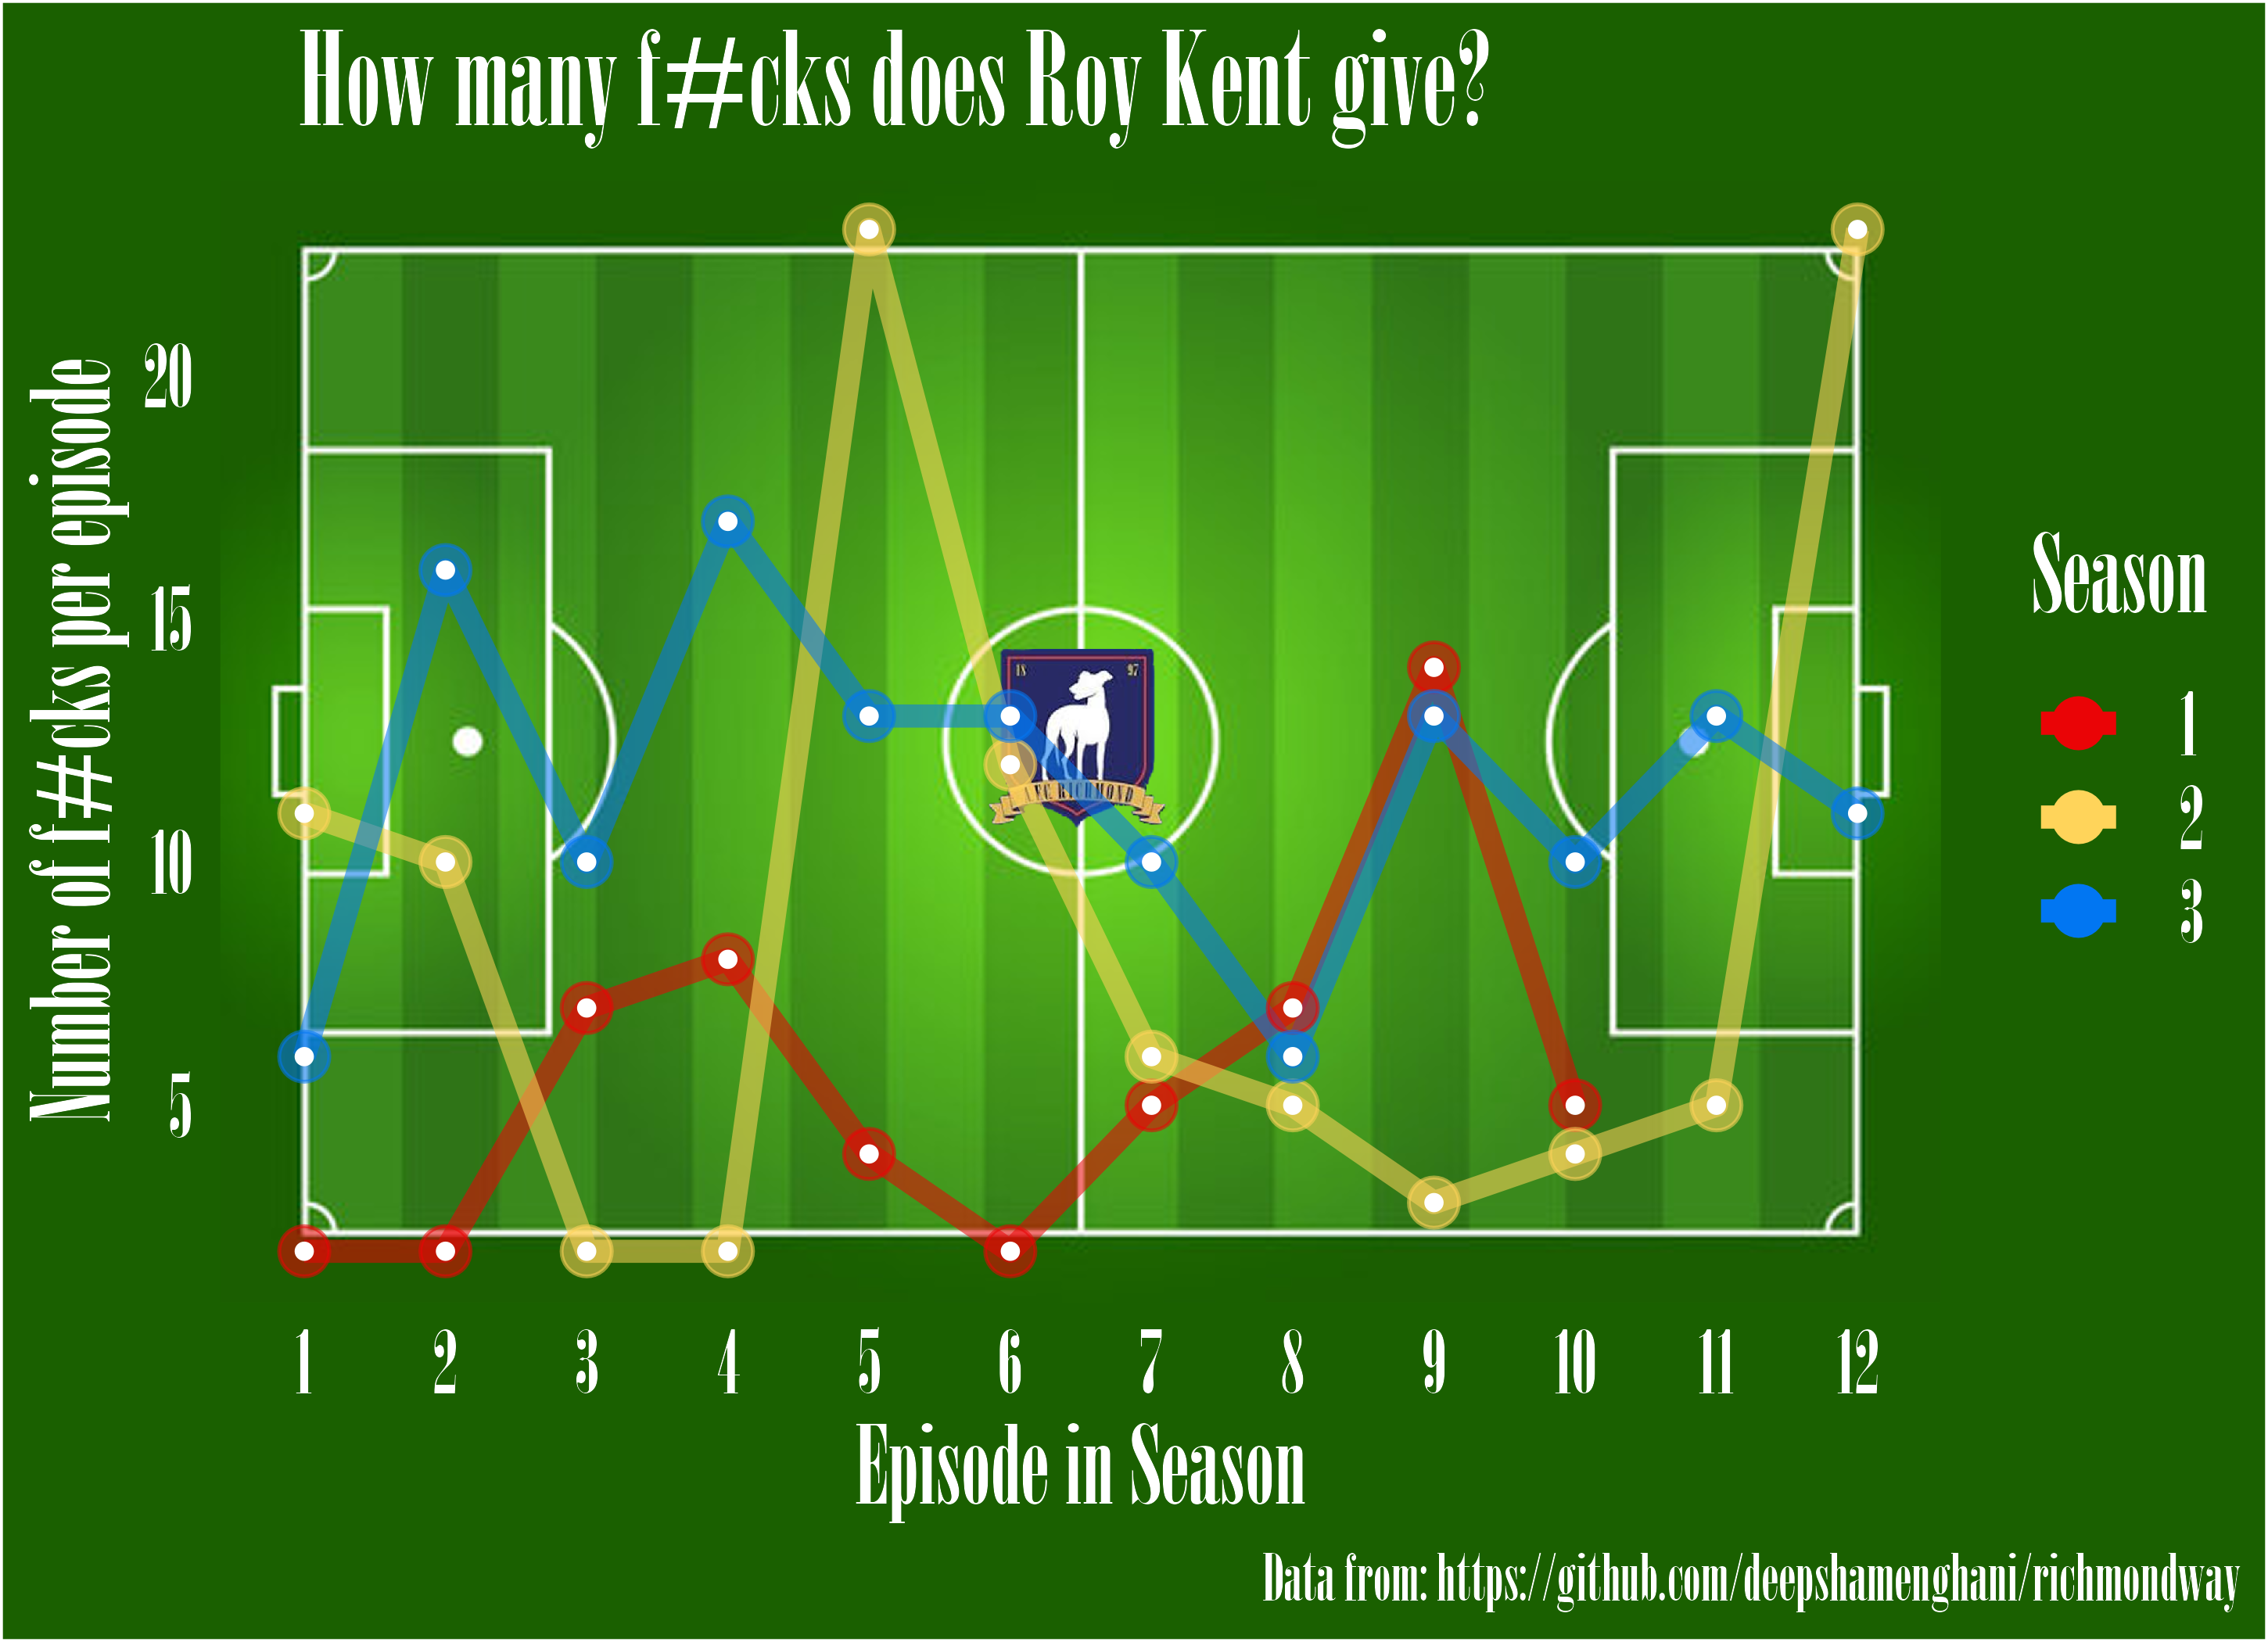 How many f#cks does Roy Kent give?
Number of f#cks per episode
20
15
10
5
18 97
AFC RICHMOND
1 2 3 4 5 6 7 8 9 10 11 12
Episode in Season
Season
1
2
3
Data from: https://github.com/deepshamenghani/richmondway